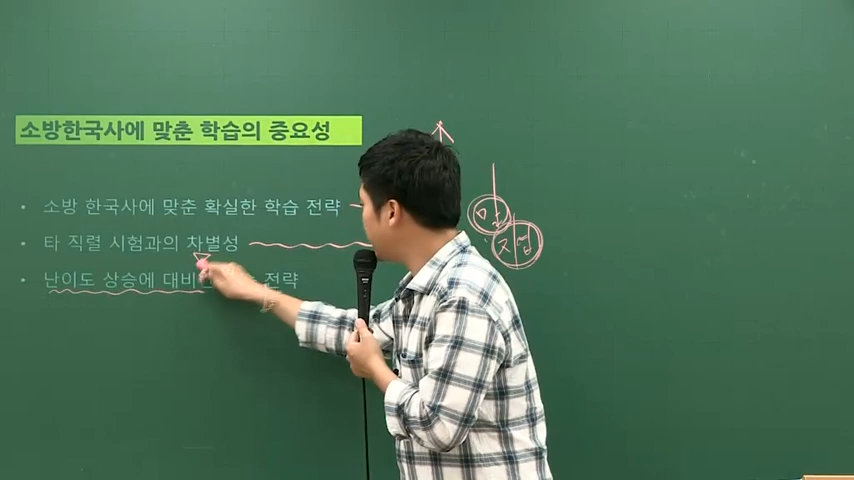 소방한국사에 맞춘 학습의 중요성
• 소방 한국사에 맞춘 확실한 학습 전략
• 타 직렬 시험과의 차별성
• 난이도 상승에 대비 전략